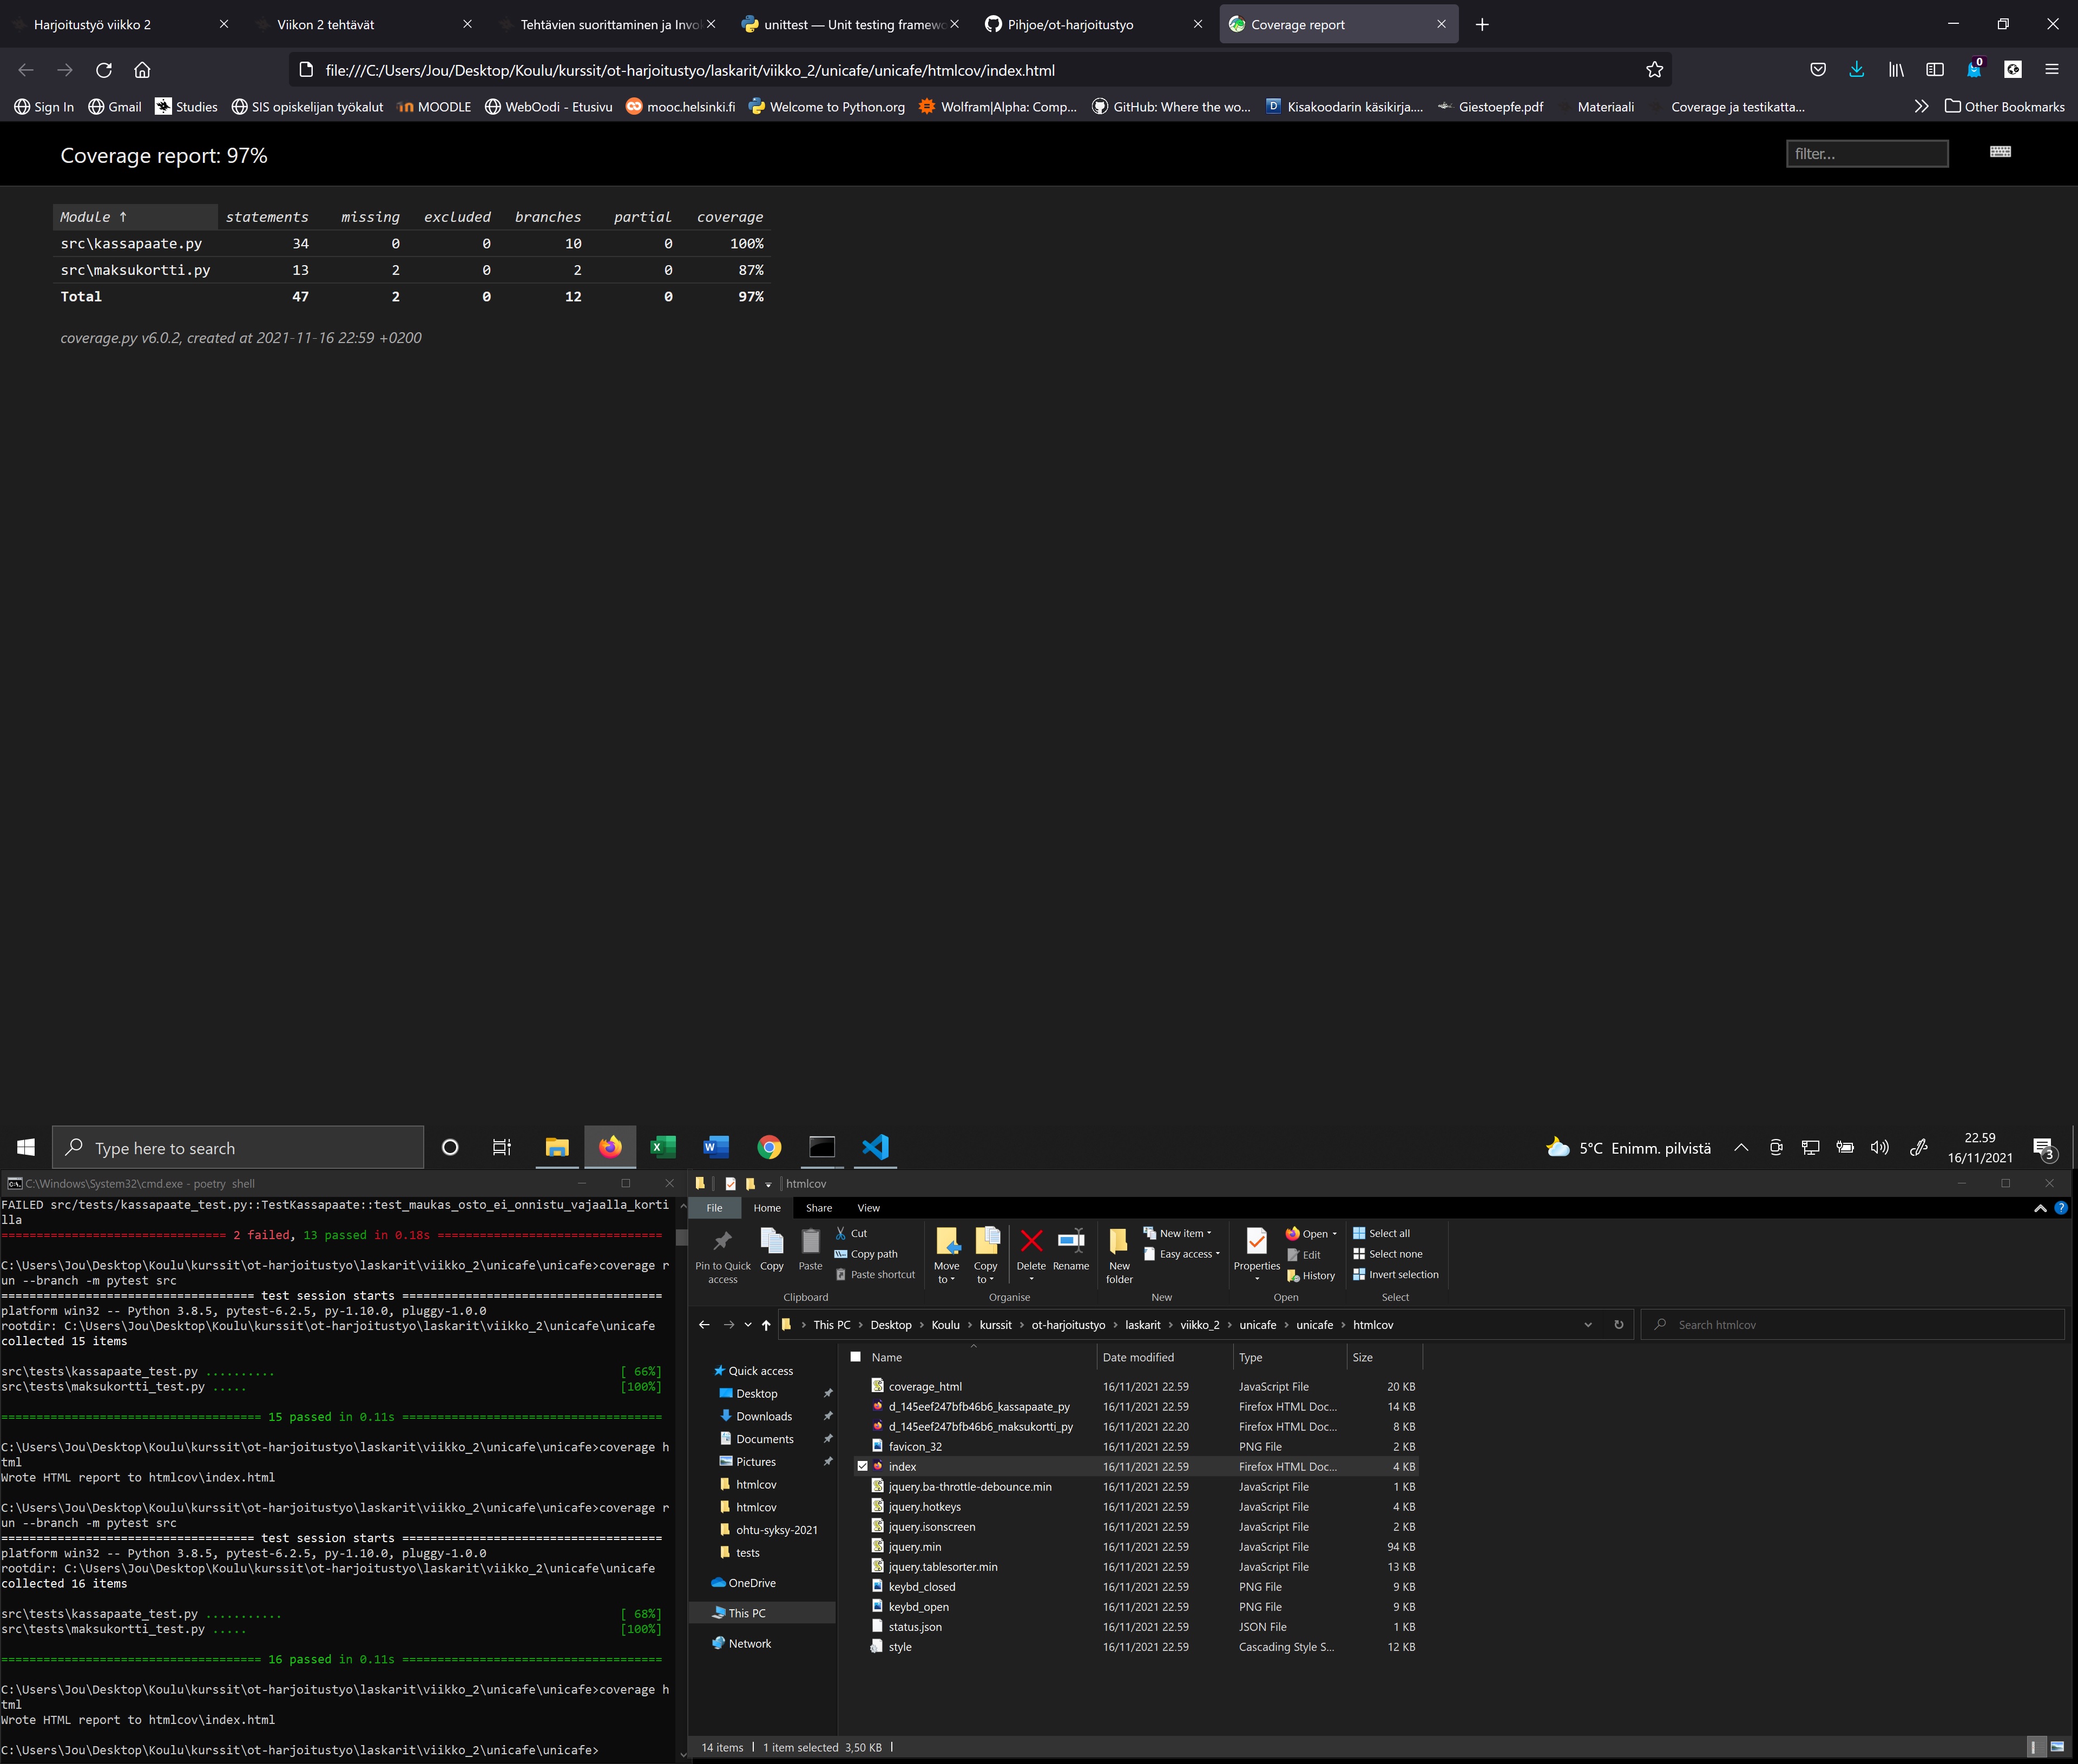 Harjoitustyö viikko 2
Viikon 2 tehtävät
Tehtävien suorittaminen ja Invo
unittest — Unit testing framewo
Pihjoe/ot-harjoitustyo
Coverage report
file:///C:/Users/Jou/Desktop/Koulu/kurssit/ot-harjoitustyo/laskarit/viikko_2/unicafe/unicafe/htmlcov/index.html
0
Sign In Gmail Studies SIS opiskelijan työkalut MOODLE WebOodi - Etusivu mooc.helsinki.fi Welcome to Python.org Wolfram|Alpha: Comp... GitHub: Where the wo... Kisakoodarin käsikirja.... Giestoepfe.pdf Materiaali Coverage ja testikatta... Other Bookmarks
Coverage report: 97%
filter...
Module ↑ statements missing excluded branches partial coverage
src\kassapaate.py 34 0 0 10 0 100%
src\maksukortti.py 13 2 0 2 0 87%
Total 47 2 0 12 0 97%
coverage.py v6.0.2, created at 2021-11-16 22:59 +0200
Type here to search
5°C Enimm. pilvistä
22.59
16/11/2021
3
C:\Windows\System32\cmd.exe - poetry shell
FAILED src/tests/kassapaate_test.py::TestKassapaate::test_maukas_osto_ei_onnistu_vajaalla_korti
lla
================================ 2 failed, 13 passed in 0.18s ================================
C:\Users\Jou\Desktop\Koulu\kurssit\ot-harjoitustyo\laskarit\viikko_2\unicafe\unicafe>coverage r
un --branch -m pytest src
==================================== test session starts =====================================
platform win32 -- Python 3.8.5, pytest-6.2.5, py-1.10.0, pluggy-1.0.0
rootdir: C:\Users\Jou\Desktop\Koulu\kurssit\ot-harjoitustyo\laskarit\viikko_2\unicafe\unicafe
collected 15 items
src\tests\kassapaate_test.py .......... [ 66%]
src\tests\maksukortti_test.py ..... [100%]
===================================== 15 passed in 0.11s =====================================
C:\Users\Jou\Desktop\Koulu\kurssit\ot-harjoitustyo\laskarit\viikko_2\unicafe\unicafe>coverage h
tml
Wrote HTML report to htmlcov\index.html
C:\Users\Jou\Desktop\Koulu\kurssit\ot-harjoitustyo\laskarit\viikko_2\unicafe\unicafe>coverage r
un --branch -m pytest src
==================================== test session starts =====================================
platform win32 -- Python 3.8.5, pytest-6.2.5, py-1.10.0, pluggy-1.0.0
rootdir: C:\Users\Jou\Desktop\Koulu\kurssit\ot-harjoitustyo\laskarit\viikko_2\unicafe\unicafe
collected 16 items
src\tests\kassapaate_test.py ........... [ 68%]
src\tests\maksukortti_test.py ..... [100%]
===================================== 16 passed in 0.11s =====================================
C:\Users\Jou\Desktop\Koulu\kurssit\ot-harjoitustyo\laskarit\viikko_2\unicafe\unicafe>coverage h
tml
Wrote HTML report to htmlcov\index.html
C:\Users\Jou\Desktop\Koulu\kurssit\ot-harjoitustyo\laskarit\viikko_2\unicafe\unicafe>
htmlcov
File Home Share View
Pin to Quick access
Copy
Paste
Cut
Copy path
Paste shortcut
Clipboard
Move to
Copy to
Delete
Rename
Organise
New folder
New item
Easy access
New
Properties
Open
Edit
History
Open
Select all
Select none
Invert selection
Select
This PC › Desktop › Koulu › kurssit › ot-harjoitustyo › laskarit › viikko_2 › unicafe › unicafe › htmlcov
Search htmlcov
Quick access
Desktop
Downloads
Documents
Pictures
htmlcov
htmlcov
ohtu-syksy-2021
tests
OneDrive
This PC
Network
Name Date modified Type Size
coverage_html 16/11/2021 22.59 JavaScript File 20 KB
d_145eef247bfb46b6_kassapaate_py 16/11/2021 22.59 Firefox HTML Doc... 14 KB
d_145eef247bfb46b6_maksukortti_py 16/11/2021 22.20 Firefox HTML Doc... 8 KB
favicon_32 16/11/2021 22.59 PNG File 2 KB
index 16/11/2021 22.59 Firefox HTML Doc... 4 KB
jquery.ba-throttle-debounce.min 16/11/2021 22.59 JavaScript File 1 KB
jquery.hotkeys 16/11/2021 22.59 JavaScript File 4 KB
jquery.isonscreen 16/11/2021 22.59 JavaScript File 2 KB
jquery.min 16/11/2021 22.59 JavaScript File 94 KB
jquery.tablesorter.min 16/11/2021 22.59 JavaScript File 13 KB
keybd_closed 16/11/2021 22.59 PNG File 9 KB
keybd_open 16/11/2021 22.59 PNG File 9 KB
status.json 16/11/2021 22.59 JSON File 1 KB
style 16/11/2021 22.59 Cascading Style S... 12 KB
14 items 1 item selected 3,50 KB